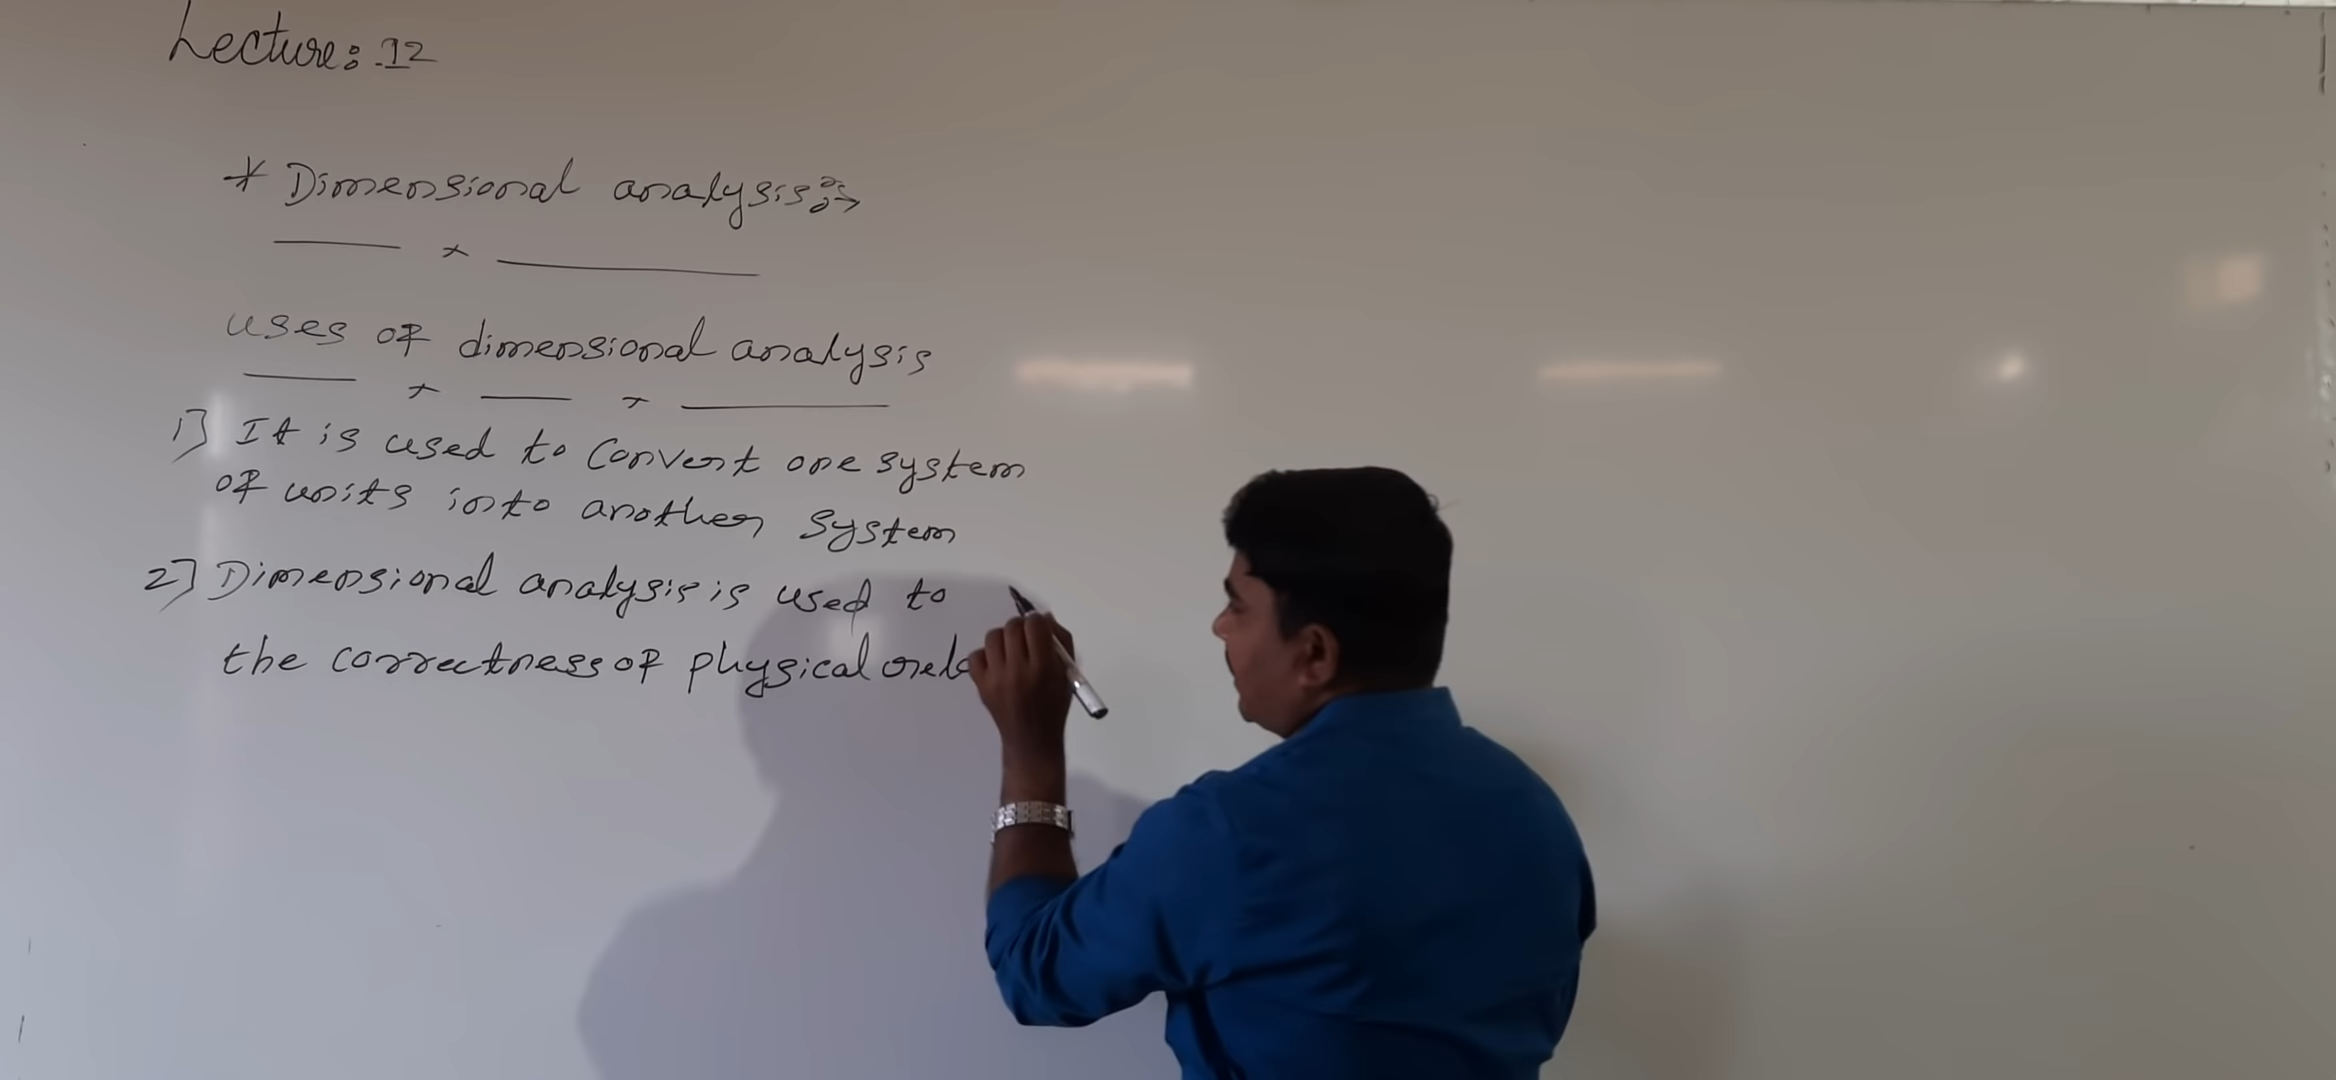 Lecture: 12
* Dimensional analysis:→
uses of dimensional analysis
1] It is used to convert one system
of units into another system
2] Dimensional analysis is used to
the correctness of physical rela